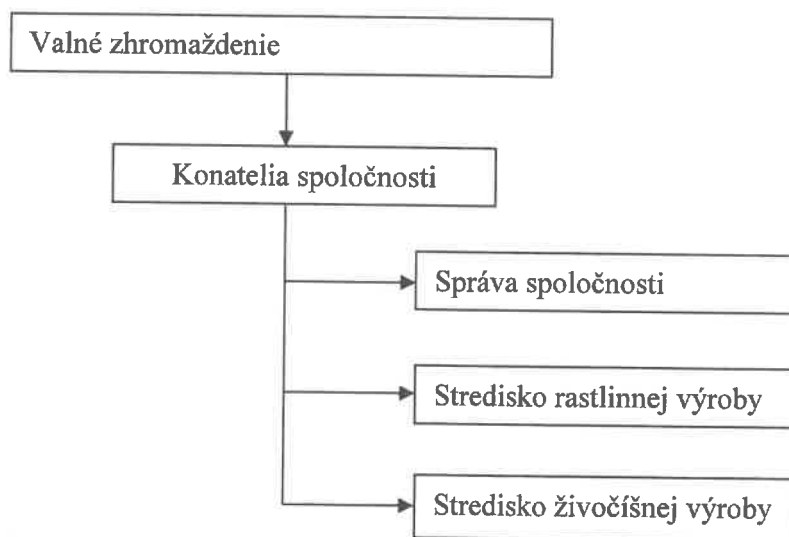 Valné zhromaždenie
Konatelia spoločnosti
Správa spoločnosti
Stredisko rastlinnej výroby
Stredisko živočíšnej výroby